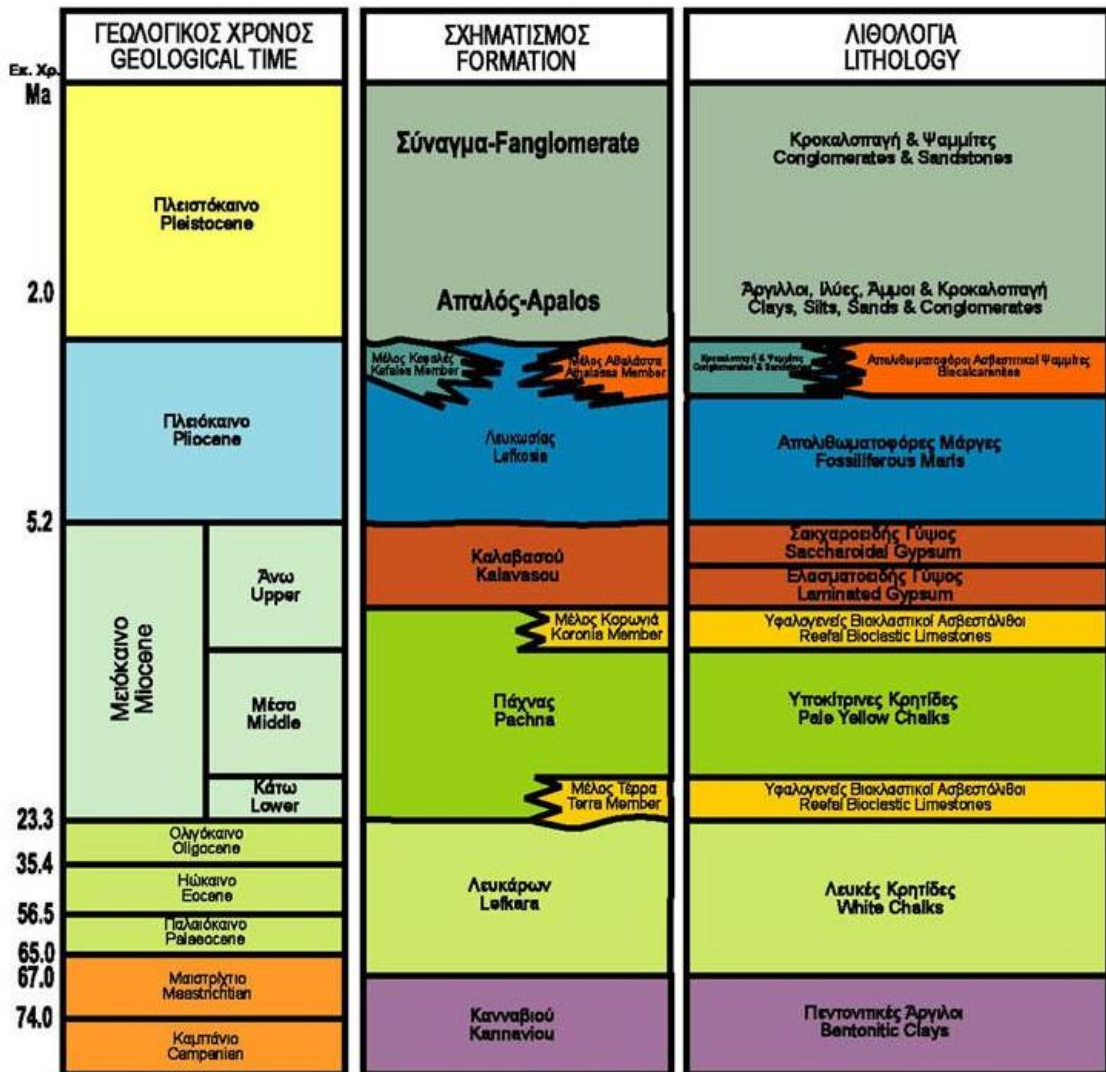 ΓΕΩΛΟΓΙΚΟΣ ΧΡΟΝΟΣ
GEOLOGICAL TIME
ΣΧΗΜΑΤΙΣΜΟΣ
FORMATION
ΛΙΘΟΛΟΓΙΑ
LITHOLOGY
Εκ. Χρ.
Ma
Πλειστόκαινο
Pleistocene
Σύναγμα-Fanglomerate
Κροκαλοπαγή & Ψαμμίτες
Conglomerates & Sandstones
2.0
Απαλός-Apalos
Άργιλλοι, Ιλύες, Άμμοι & Κροκαλοπαγή
Clays, Silts, Sands & Conglomerates
Πλειόκαινο
Pliocene
Μέλος Κεφαλές
Kefales Member
Μέλος Αθαλάσσα
Athalassa Member
Κροκαλοπαγή & Ψαμμίτες
Conglomerates & Sandstones
Απολιθωματοφόροι Ασβεστιτικοί Ψαμμίτες
Biocalcarenites
Λευκωσίας
Lefkosia
Απολιθωματοφόρες Μάργες
Fossiliferous Marls
5.2
Μειόκαινο
Miocene
Άνω
Upper
Καλαβασού
Kalavasou
Σακχαροειδής Γύψος
Saccharoidal Gypsum
Ελασματοειδής Γύψος
Laminated Gypsum
Μέλος Κορωνιά
Koronia Member
Υφαλογενείς Βιοκλαστικοί Ασβεστόλιθοι
Reefal Bioclastic Limestones
Μέσο
Middle
Πάχνας
Pachna
Υποκίτρινες Κρητίδες
Pale Yellow Chalks
Κάτω
Lower
Μέλος Τέρρα
Terra Member
Υφαλογενείς Βιοκλαστικοί Ασβεστόλιθοι
Reefal Bioclastic Limestones
23.3
Ολιγόκαινο
Oligocene
35.4
Ηώκαινο
Eocene
Λευκάρων
Lefkara
Λευκές Κρητίδες
White Chalks
56.5
Παλαιόκαινο
Palaeocene
65.0
67.0
Μαιστρίχτιο
Maastrichtian
Κανναβιού
Kannaviou
Πεντονιτικές Άργιλοι
Bentonitic Clays
74.0
Καμπάνιο
Campanian